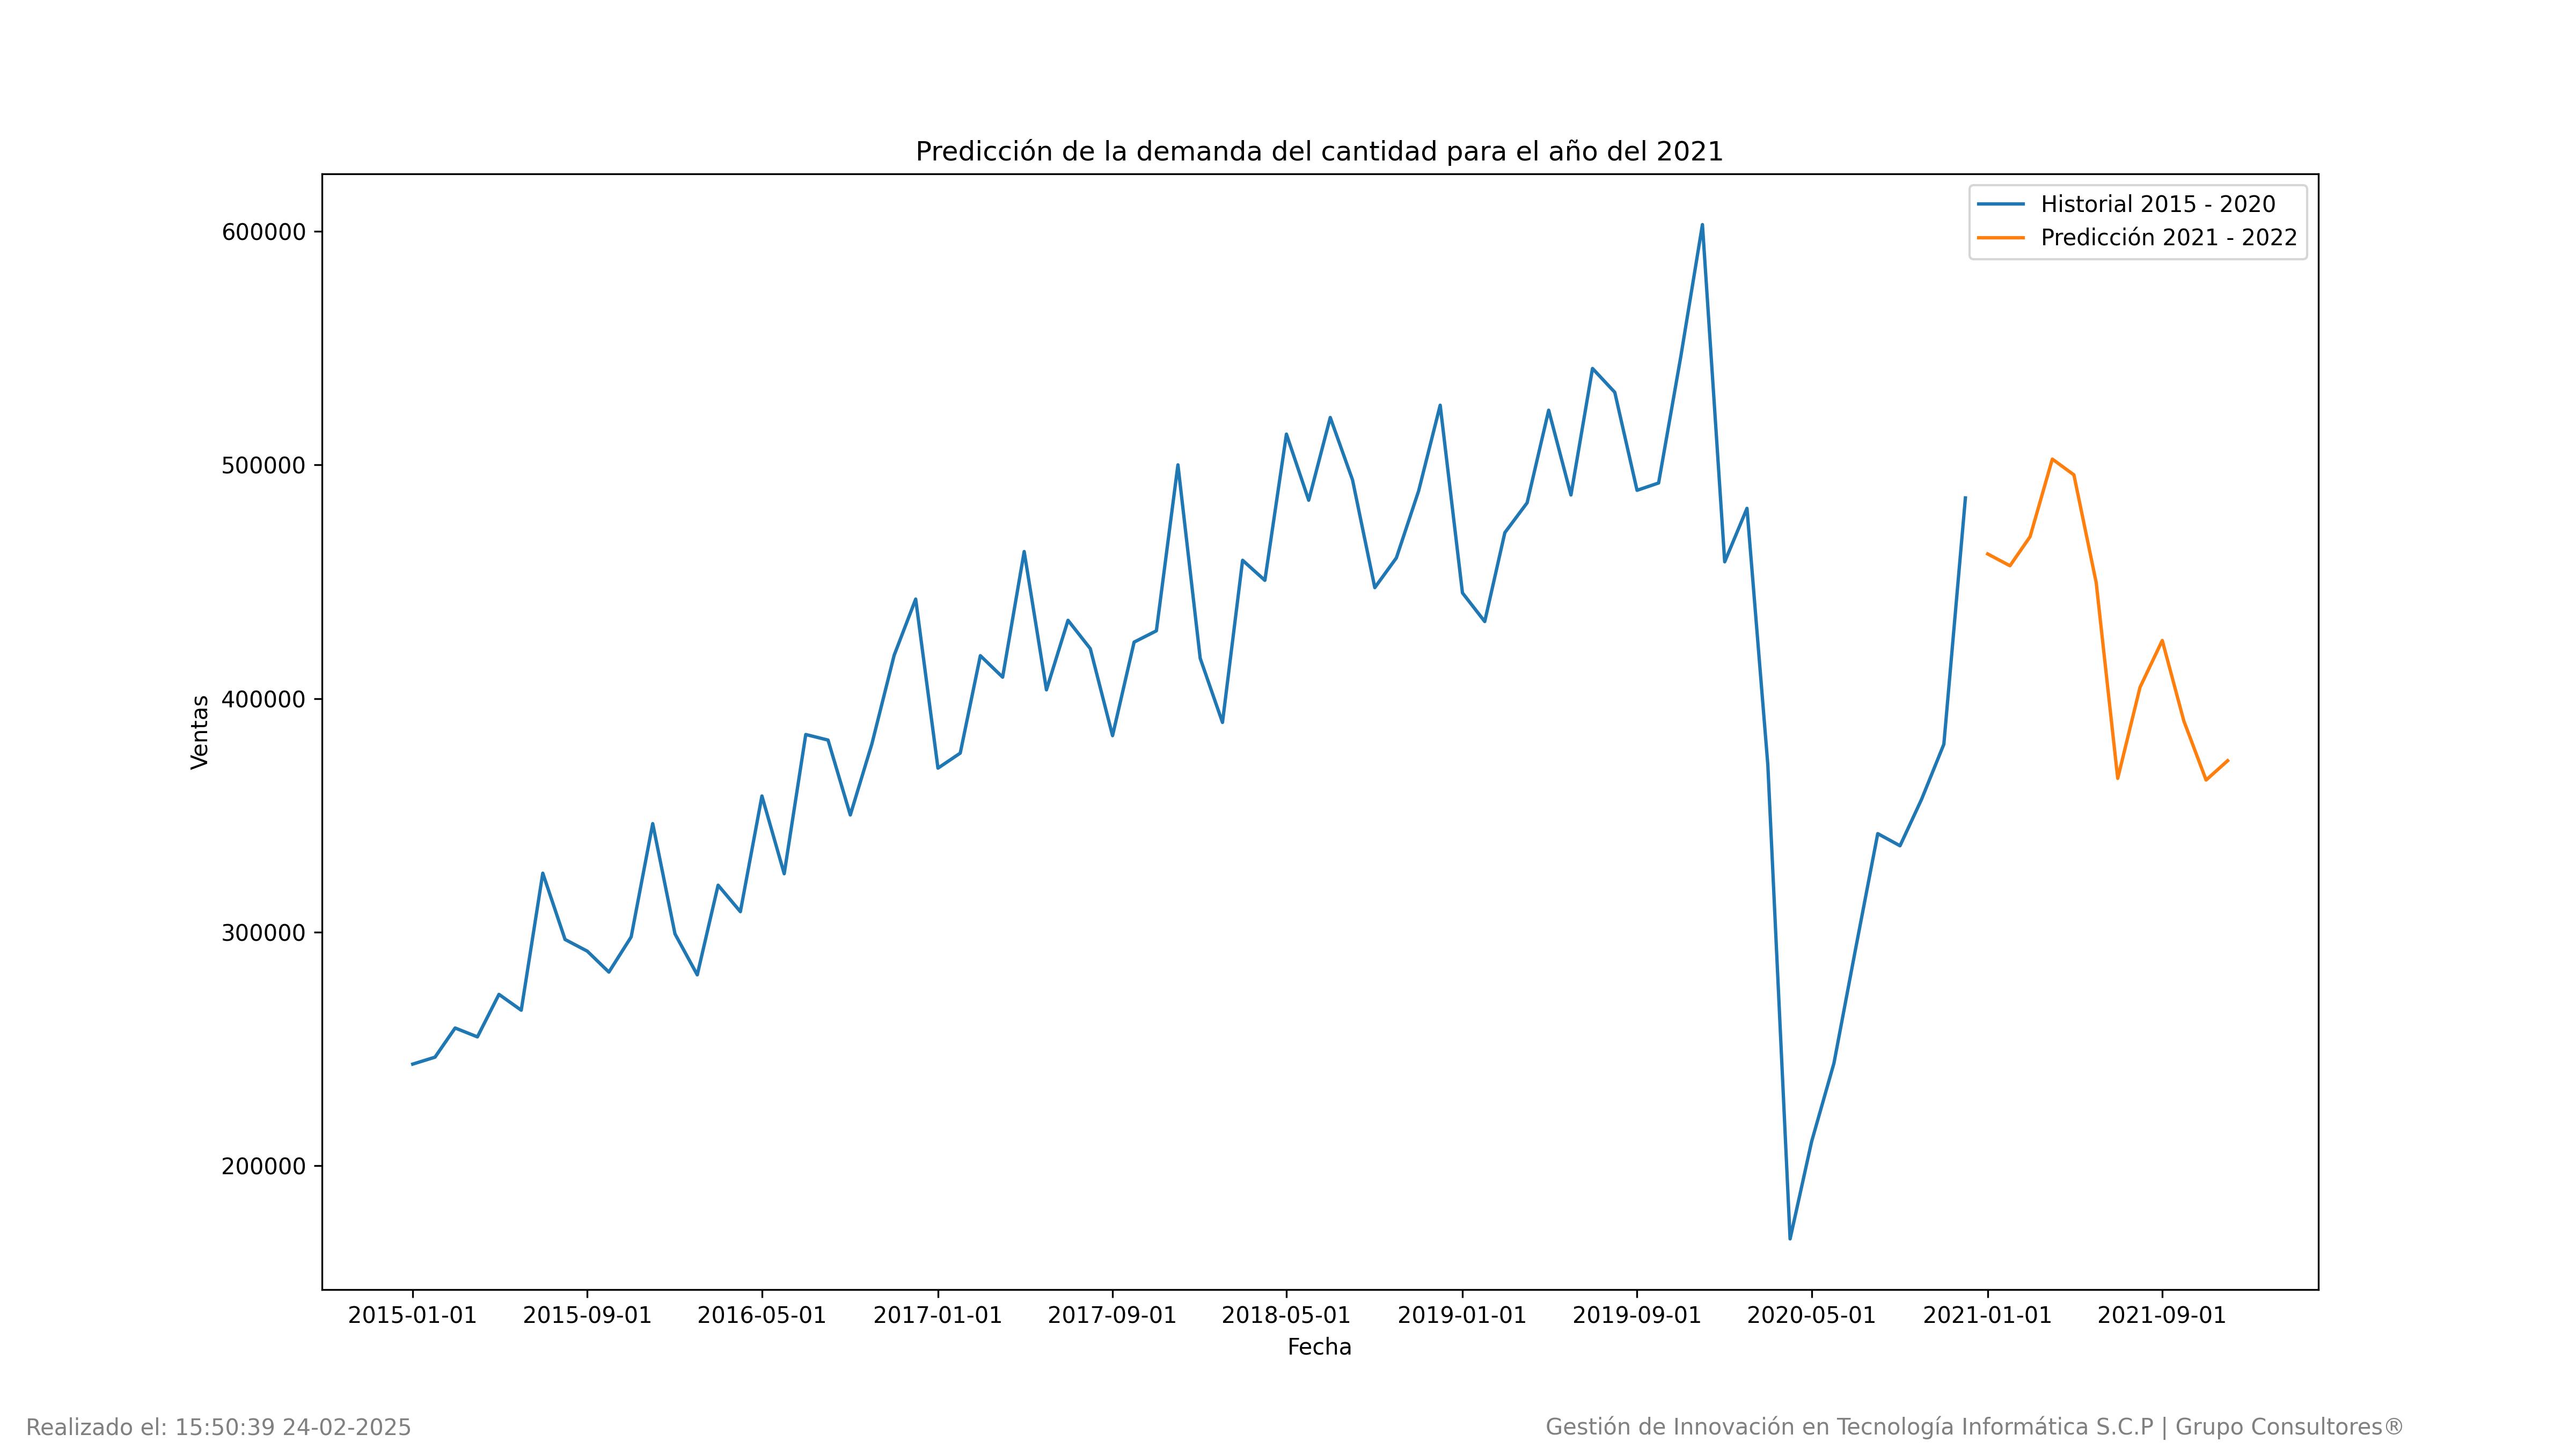 Predicción de la demanda del cantidad para el año del 2021
Historial 2015 - 2020
Predicción 2021 - 2022
600000
500000
400000
300000
200000
Ventas
2015-01-01 2015-09-01 2016-05-01 2017-01-01 2017-09-01 2018-05-01 2019-01-01 2019-09-01 2020-05-01 2021-01-01 2021-09-01
Fecha
Realizado el: 15:50:39 24-02-2025
Gestión de Innovación en Tecnología Informática S.C.P | Grupo Consultores®